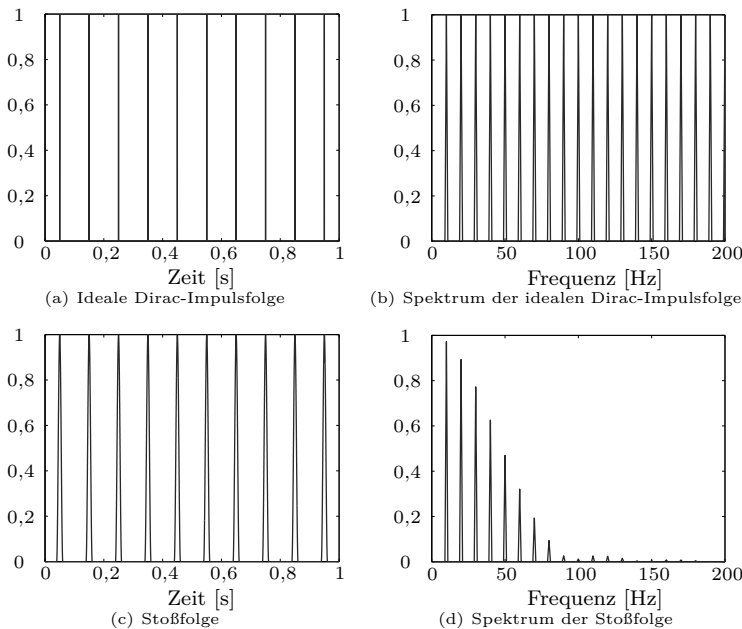 1
0,8
0,6
0,4
0,2
0
0 0,2 0,4 0,6 0,8 1
Zeit [s]
(a) Ideale Dirac-Impulsfolge
1
0,8
0,6
0,4
0,2
0
0 50 100 150 200
Frequenz [Hz]
(b) Spektrum der idealen Dirac-Impulsfolge
1
0,8
0,6
0,4
0,2
0
0 0,2 0,4 0,6 0,8 1
Zeit [s]
(c) Stoßfolge
1
0,8
0,6
0,4
0,2
0
0 50 100 150 200
Frequenz [Hz]
(d) Spektrum der Stoßfolge